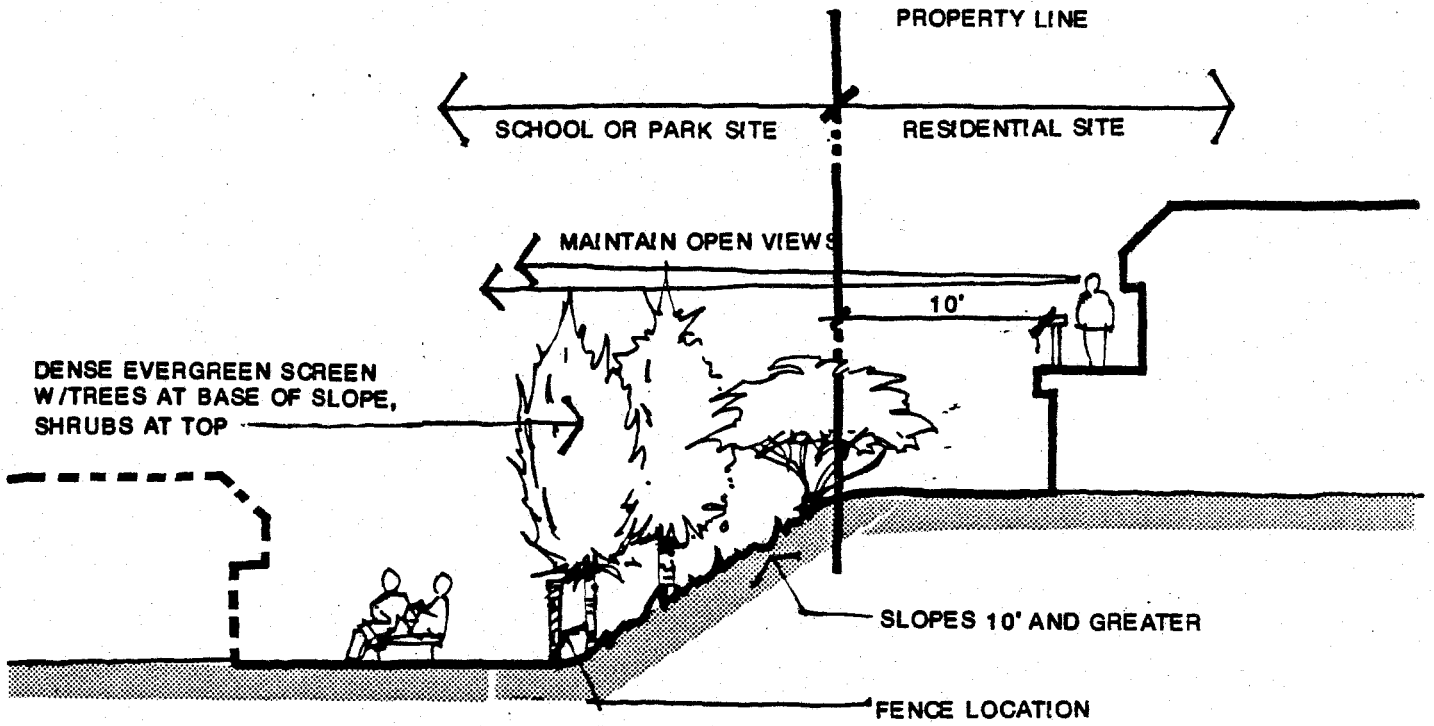 PROPERTY LINE
SCHOOL OR PARK SITE
RESIDENTIAL SITE
MAINTAIN OPEN VIEWS
10'
DENSE EVERGREEN SCREEN
W/TREES AT BASE OF SLOPE,
SHRUBS AT TOP
SLOPES 10' AND GREATER
FENCE LOCATION